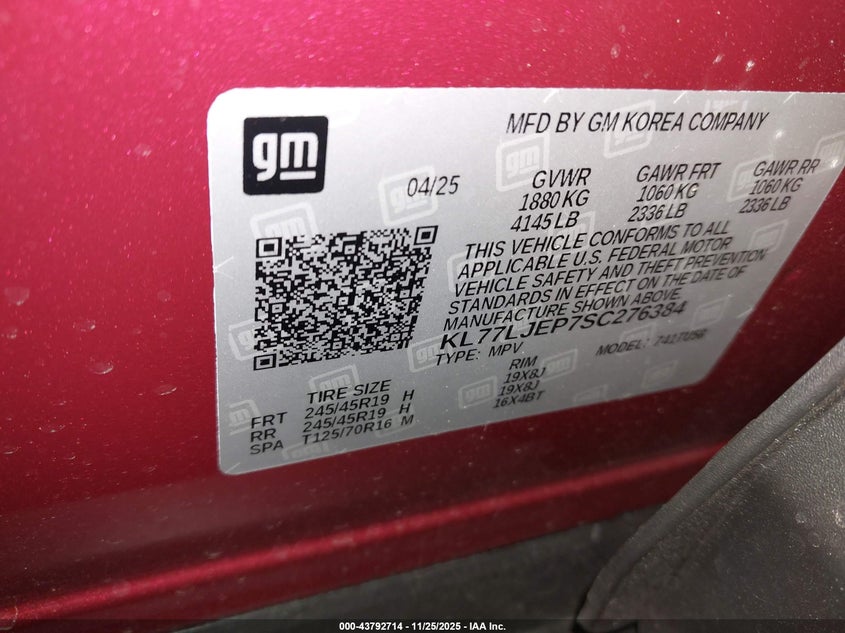 gm
MFD BY GM KOREA COMPANY
04/25
GVWR GAWR FRT GAWR RR
1880 KG 1060 KG 1060 KG
4145 LB 2336 LB 2336 LB
THIS VEHICLE CONFORMS TO ALL
APPLICABLE U.S. FEDERAL MOTOR
VEHICLE SAFETY AND THEFT PREVENTION
STANDARDS IN EFFECT ON THE DATE OF
MANUFACTURE SHOWN ABOVE.
KL77LJEP7SC276384
TYPE: MPV MODEL:
TIRE SIZE RIM
FRT 245/45R19 H 19X8J
RR 245/45R19 H 19X8J
SPA T125/70R16 M 16X4BT
000-43792714 - 11/25/2025 - IAA Inc.